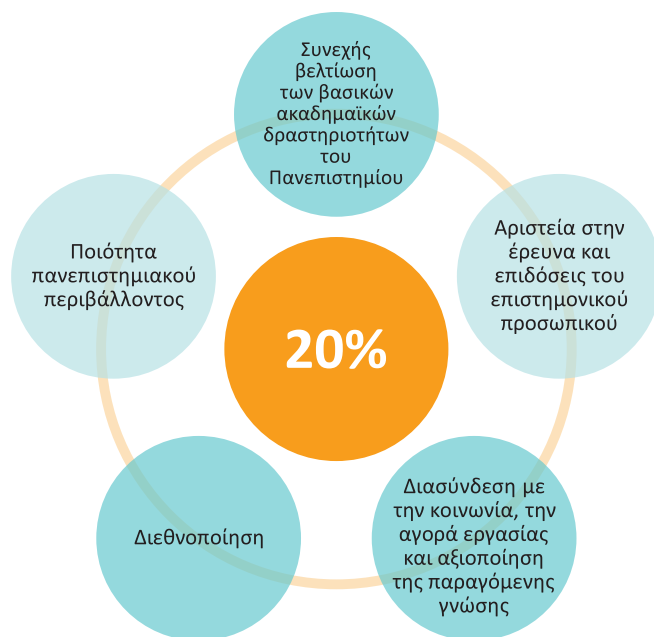 Συνεχής
βελτίωση
των βασικών
ακαδημαϊκών
δραστηριοτήτων
του
Πανεπιστημίου
Αριστεία στην
έρευνα και
επιδόσεις του
επιστημονικού
προσωπικού
Διασύνδεση με
την κοινωνία, την
αγορά εργασίας
και αξιοποίηση
της παραγόμενης
γνώσης
Διεθνοποίηση
Ποιότητα
πανεπιστημιακού
περιβάλλοντος
20%